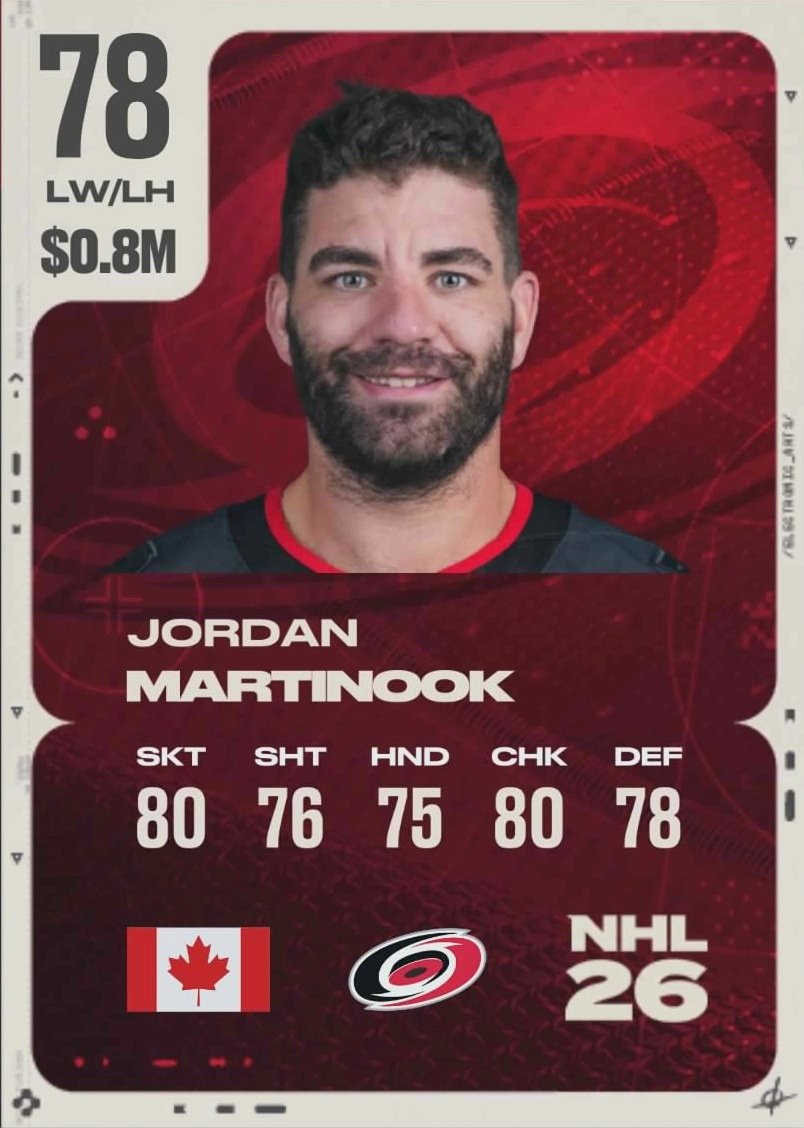 78
LW/LH
$0.8M
JORDAN
MARTINOOK
SKT SHT HND CHK DEF
80 76 75 80 78
NHL
26
/ELECTRONIC_ARTS/